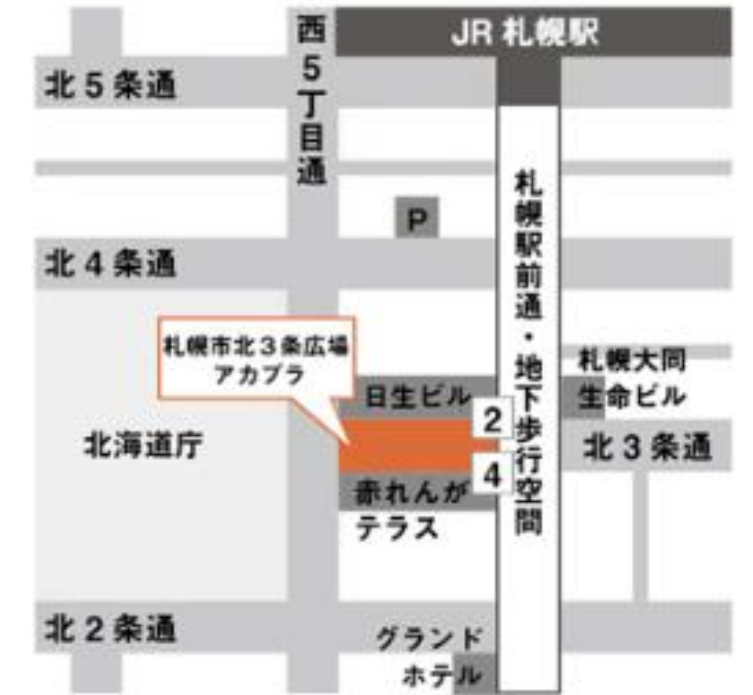 JR 札幌駅
西5丁目通
北5条通
札幌駅前通・地下歩行空間
P
北4条通
札幌市北3条広場
アカプラ
札幌大同
生命ビル
日生ビル
2
北海道庁
北3条通
4
赤れんが
テラス
北2条通
グランド
ホテル